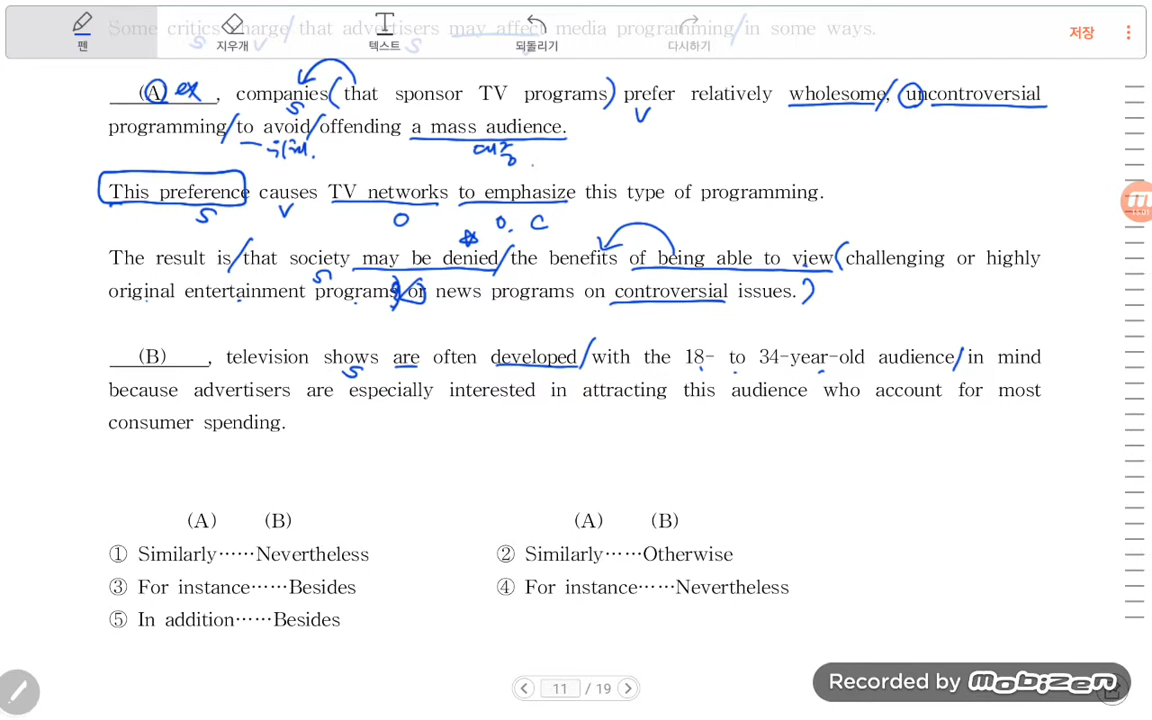 Some critics charge that advertisers may affect media programming in some ways.
펜
지우개
텍스트
되돌리기
다시하기
저장
S V S
(A) ex , companies that sponsor TV programs prefer relatively wholesome, uncontroversial
S V
programming to avoid offending a mass audience.
대중
This preference causes TV networks to emphasize this type of programming.
S V O O.C
The result is that society may be denied the benefits of being able to view challenging or highly
S
original entertainment programs or news programs on controversial issues.
(B) , television shows are often developed with the 18- to 34-year-old audience in mind
S
because advertisers are especially interested in attracting this audience who account for most
consumer spending.
(A) (B) (A) (B)
① Similarly……Nevertheless ② Similarly……Otherwise
③ For instance……Besides ④ For instance……Nevertheless
⑤ In addition……Besides
11 / 19
Recorded by mobizen